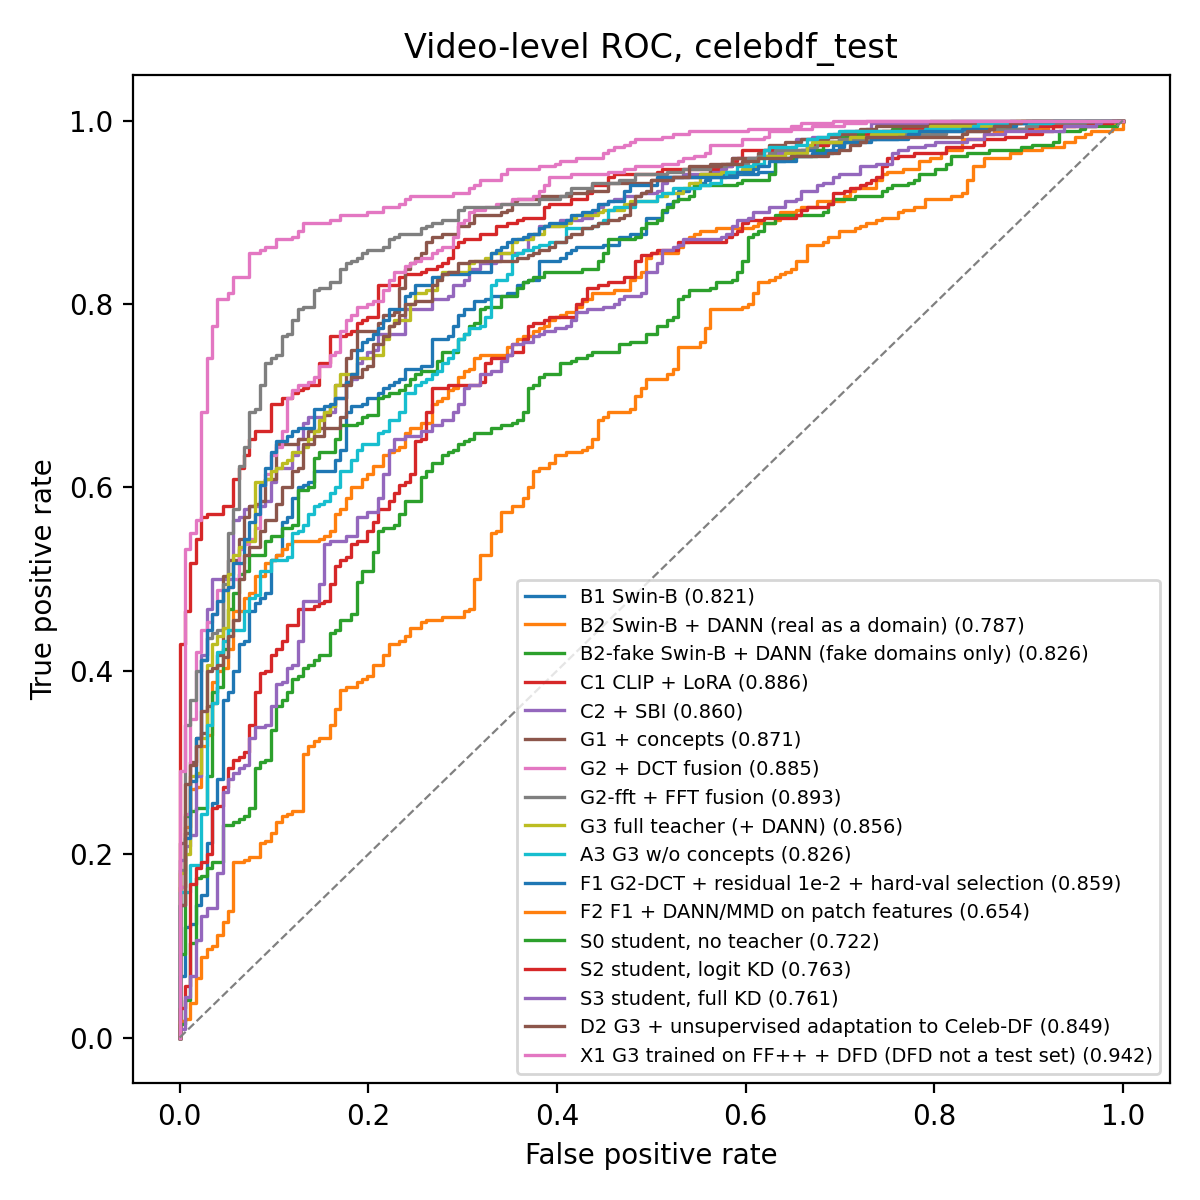 Video-level ROC, celebdf_test
True positive rate
1.0
0.8
0.6
0.4
0.2
0.0
B1 Swin-B (0.821)
B2 Swin-B + DANN (real as a domain) (0.787)
B2-fake Swin-B + DANN (fake domains only) (0.826)
C1 CLIP + LoRA (0.886)
C2 + SBI (0.860)
G1 + concepts (0.871)
G2 + DCT fusion (0.885)
G2-fft + FFT fusion (0.893)
G3 full teacher (+ DANN) (0.856)
A3 G3 w/o concepts (0.826)
F1 G2-DCT + residual 1e-2 + hard-val selection (0.859)
F2 F1 + DANN/MMD on patch features (0.654)
S0 student, no teacher (0.722)
S2 student, logit KD (0.763)
S3 student, full KD (0.761)
D2 G3 + unsupervised adaptation to Celeb-DF (0.849)
X1 G3 trained on FF++ + DFD (DFD not a test set) (0.942)
0.0 0.2 0.4 0.6 0.8 1.0
False positive rate